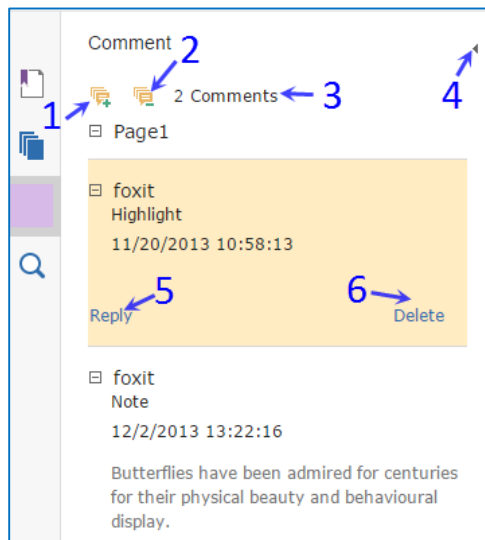 Comment
2
2 Comments
3
4
1
Page1
foxit
Highlight
11/20/2013 10:58:13
5
6
Reply
Delete
foxit
Note
12/2/2013 13:22:16
Butterflies have been admired for centuries
for their physical beauty and behavioural
display.